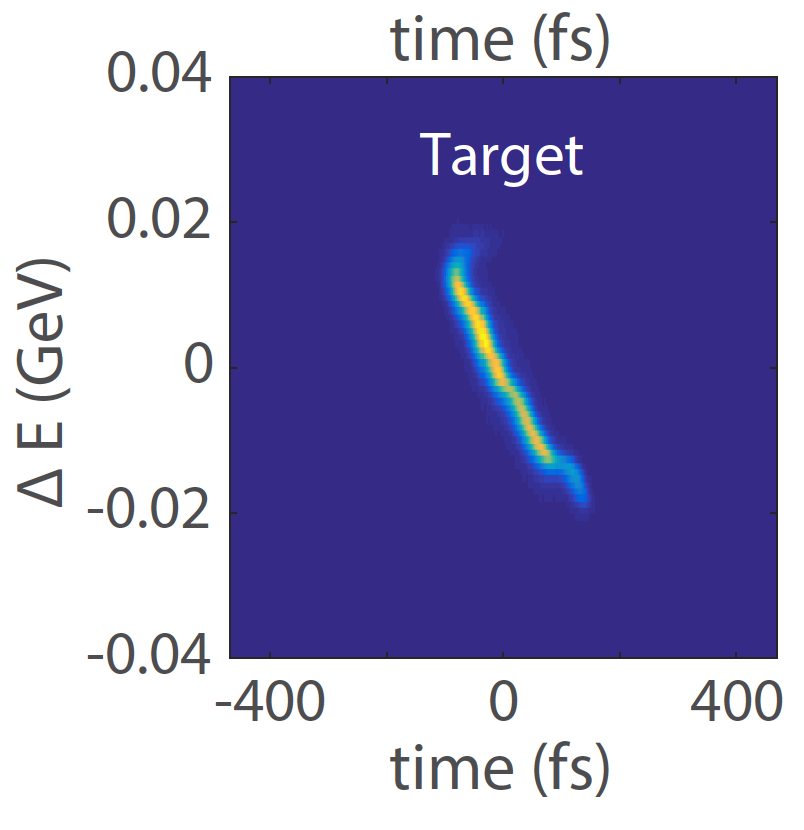 time (fs)
0.04
Target
0.02
0
-0.02
-0.04
Δ E (GeV)
-400 0 400
time (fs)